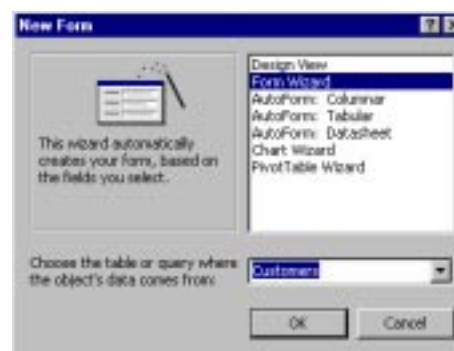 New Form
This wizard automatically
creates your form, based on
the fields you select.
Design View
Form Wizard
AutoForm: Columnar
AutoForm: Tabular
AutoForm: Datasheet
Chart Wizard
PivotTable Wizard
Choose the table or query where
the object's data comes from:
Customers
OK
Cancel